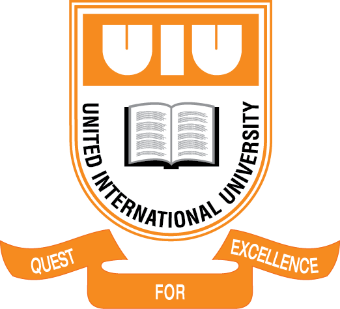 UIU
UNITED INTERNATIONAL UNIVERSITY
QUEST
FOR
EXCELLENCE